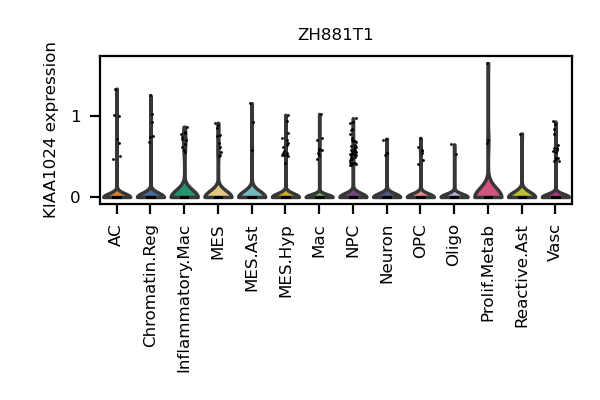 ZH881T1
KIAA1024 expression
1
0
AC
Chromatin.Reg
Inflammatory.Mac
MES
MES.Ast
MES.Hyp
Mac
NPC
Neuron
OPC
Oligo
Prolif.Metab
Reactive.Ast
Vasc